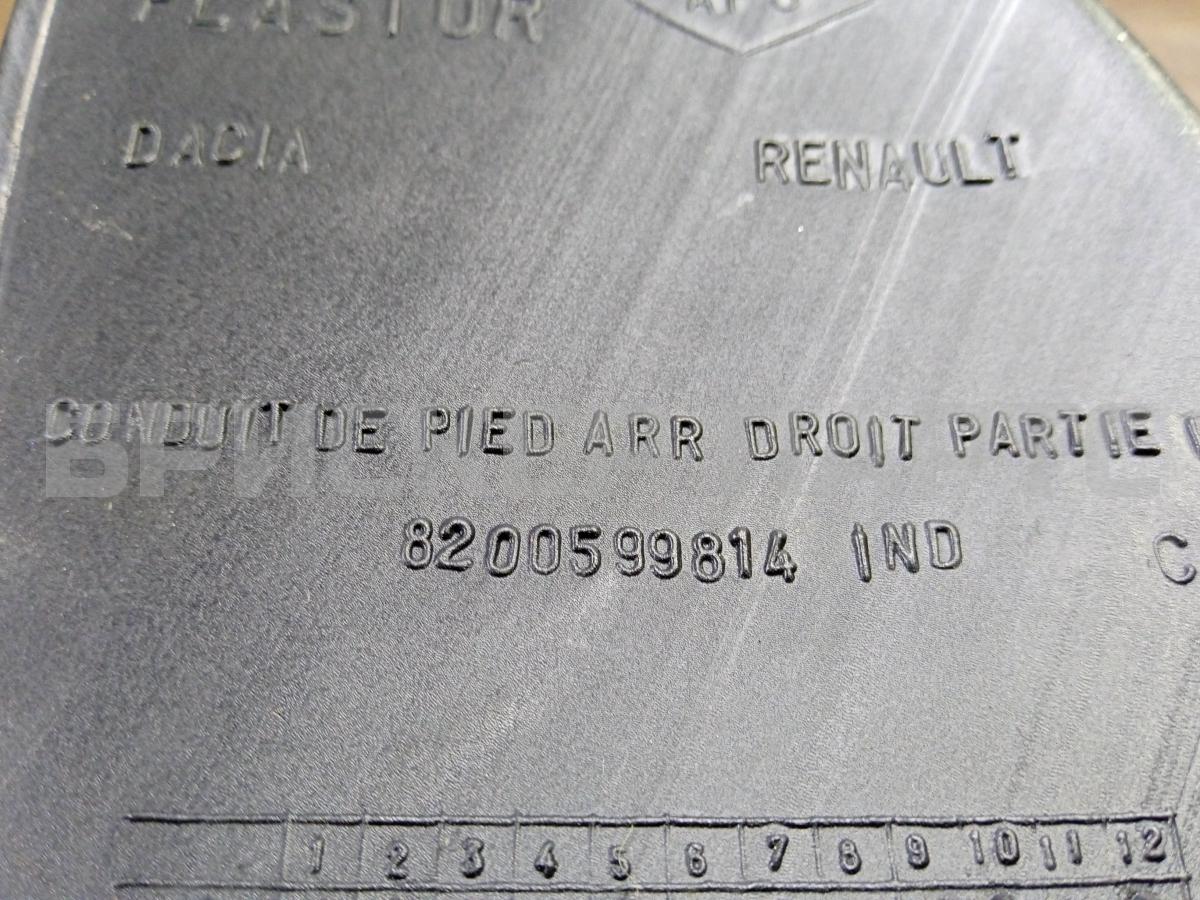 PLASTOR
DACIA RENAULT
CONDUIT DE PIED ARR DROIT PARTIE
8200599814 IND C
1 2 3 4 5 6 7 8 9 10 11 12